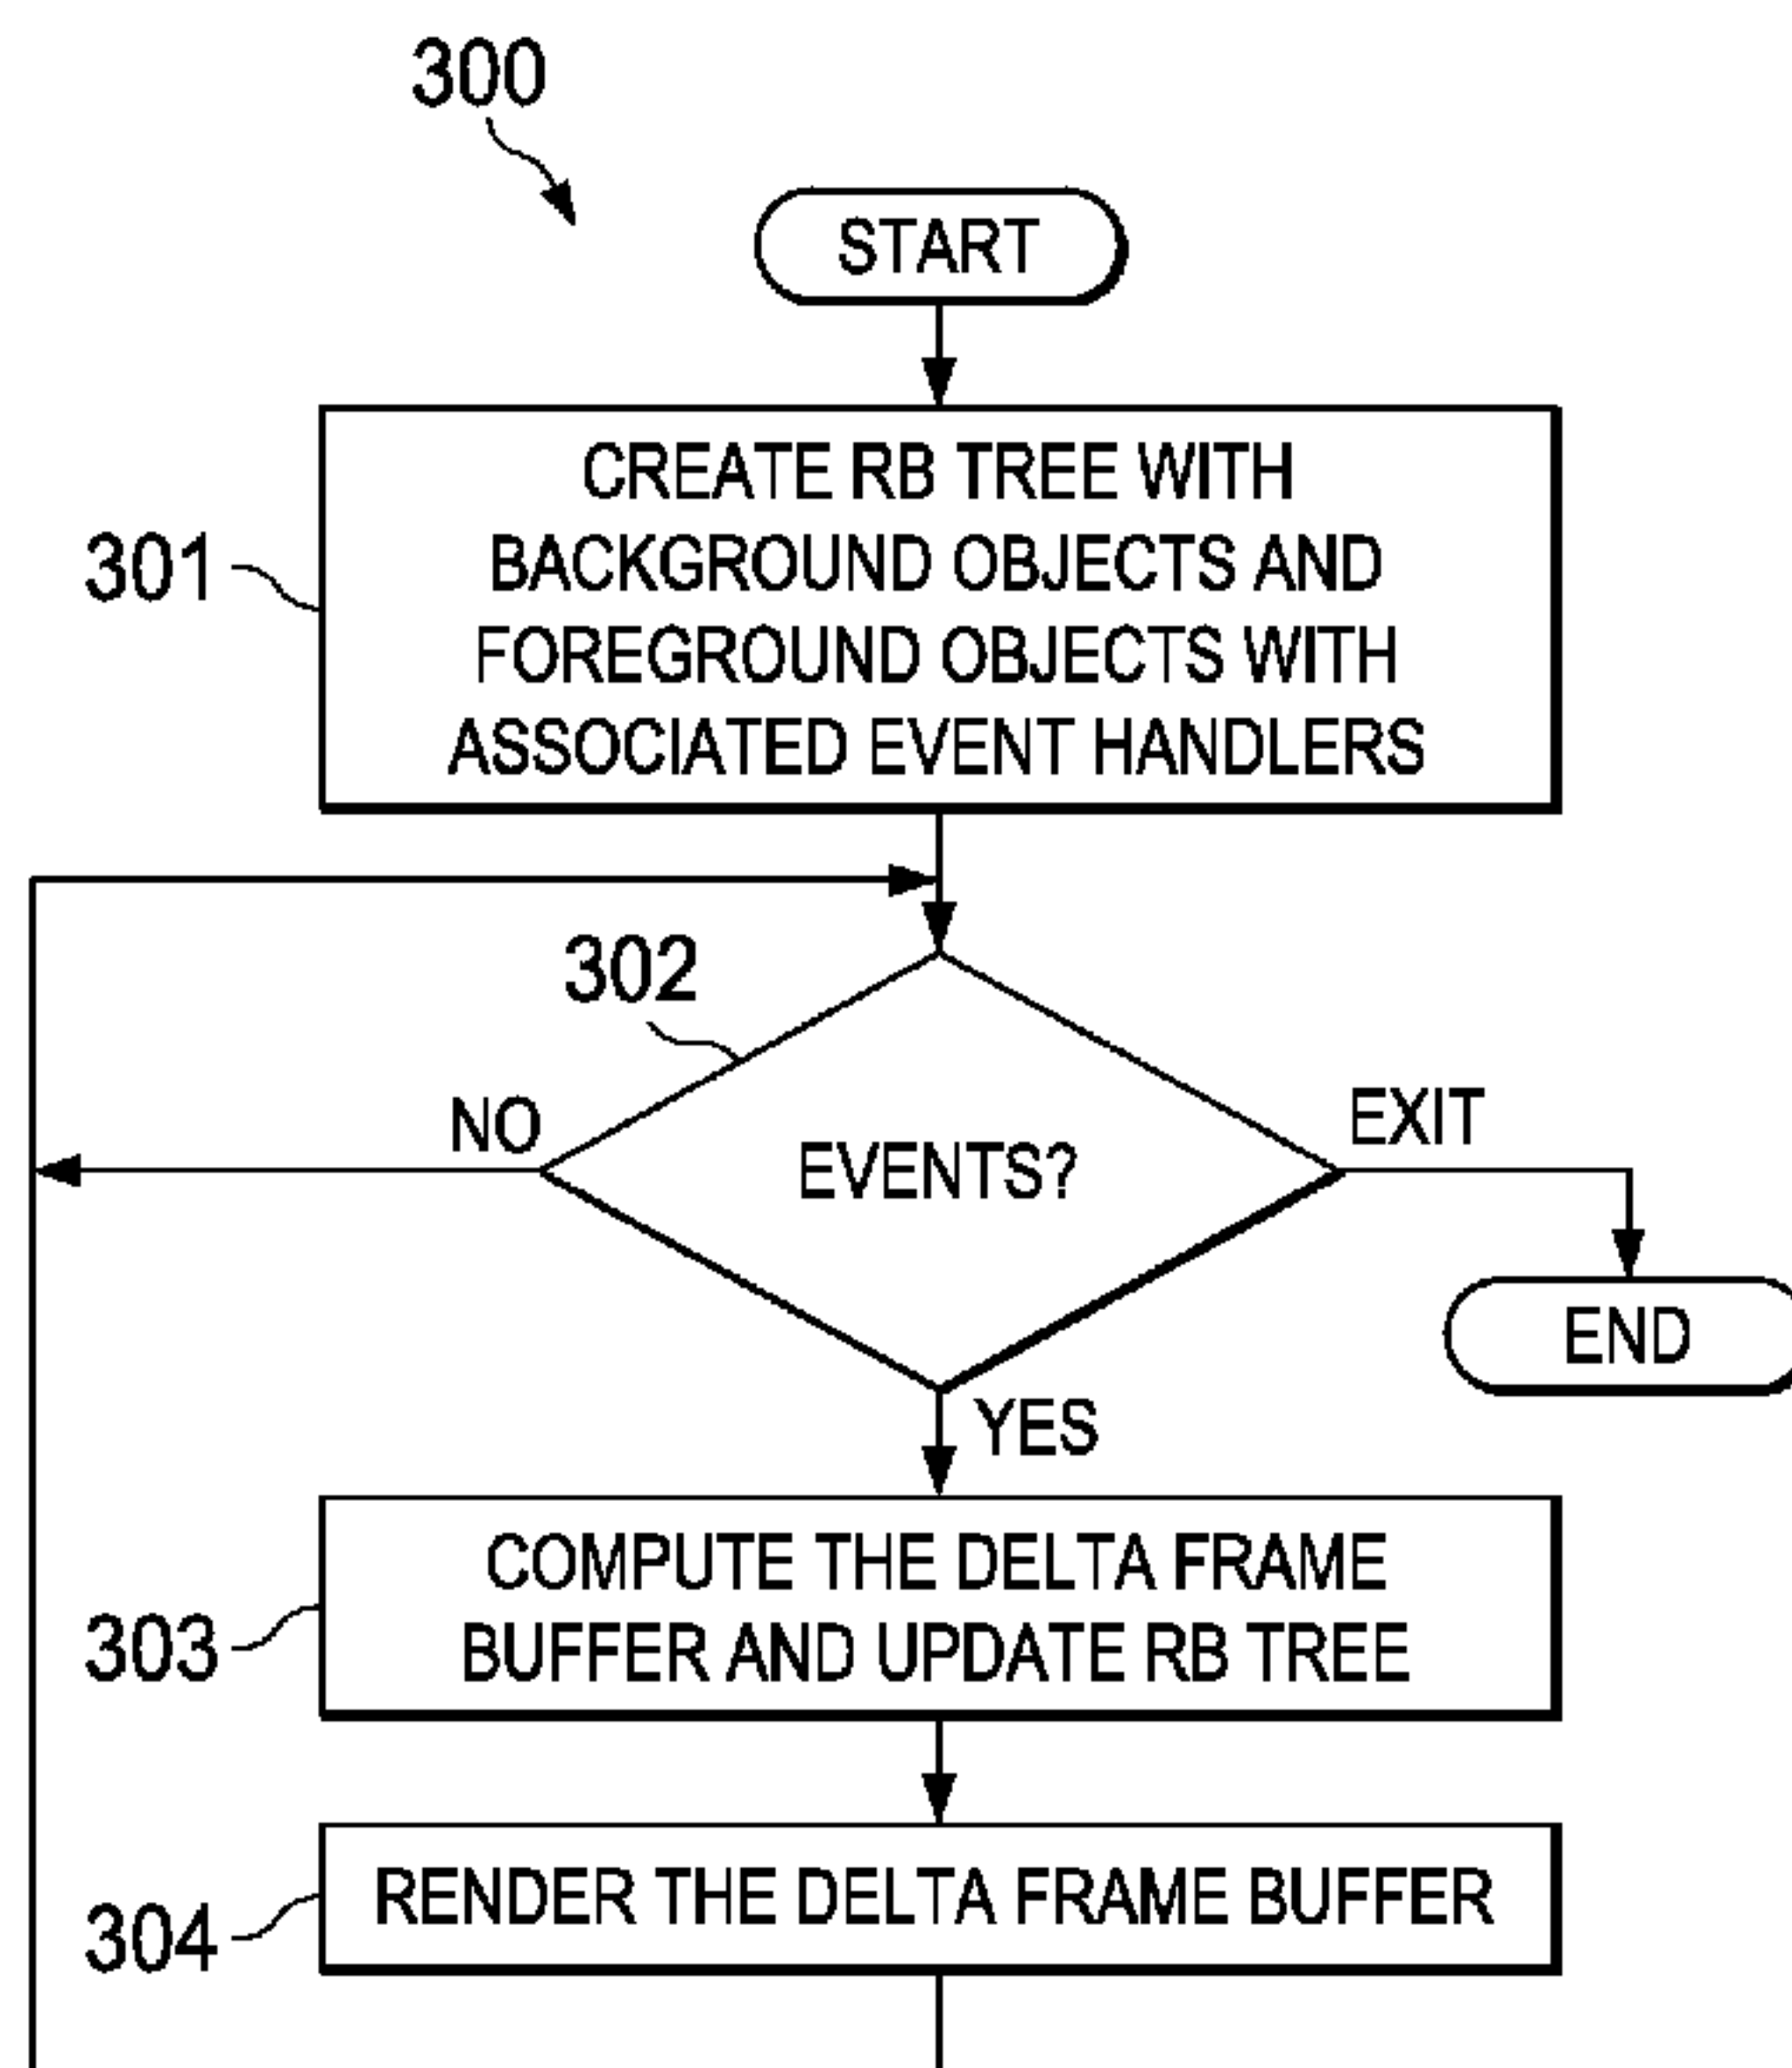 300
START
CREATE RB TREE WITH
BACKGROUND OBJECTS AND
FOREGROUND OBJECTS WITH
ASSOCIATED EVENT HANDLERS
301
302
NO
EVENTS?
EXIT
END
YES
COMPUTE THE DELTA FRAME
BUFFER AND UPDATE RB TREE
303
RENDER THE DELTA FRAME BUFFER
304